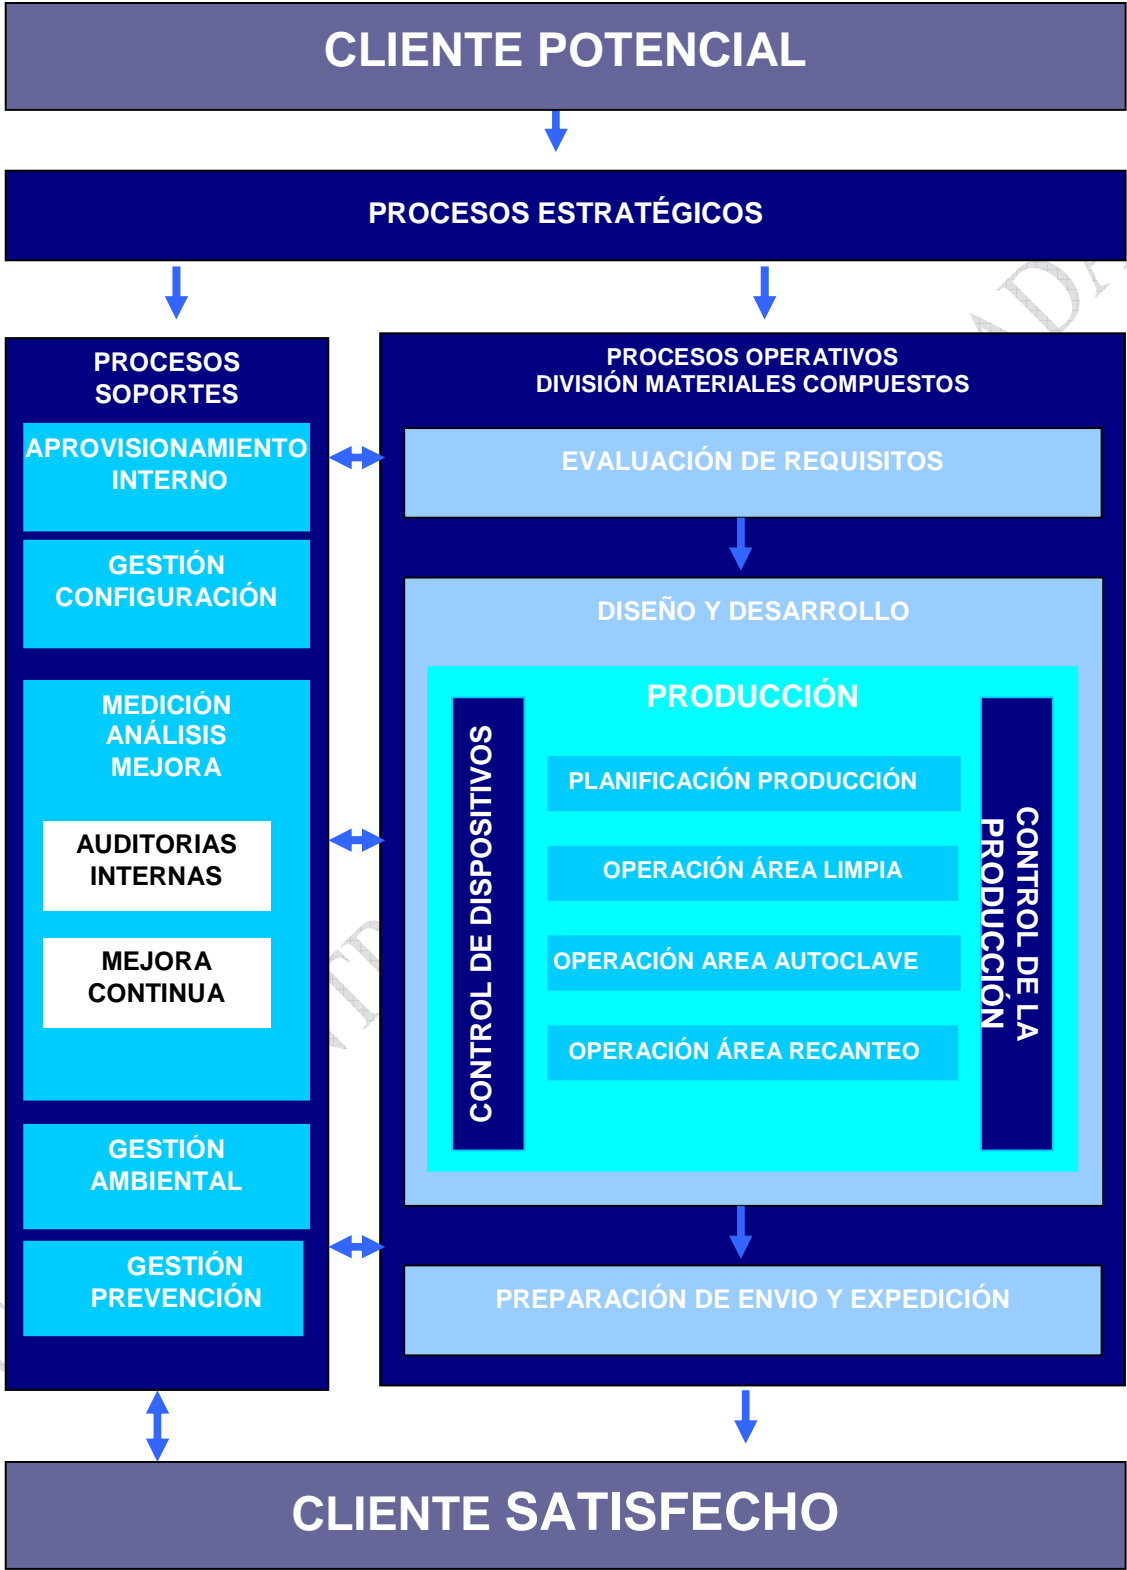 CLIENTE POTENCIAL
PROCESOS ESTRATÉGICOS
PROCESOS
SOPORTES
APROVISIONAMIENTO
INTERNO
GESTIÓN
CONFIGURACIÓN
MEDICIÓN
ANÁLISIS
MEJORA
AUDITORIAS
INTERNAS
MEJORA
CONTINUA
GESTIÓN
AMBIENTAL
GESTIÓN
PREVENCIÓN
PROCESOS OPERATIVOS
DIVISIÓN MATERIALES COMPUESTOS
EVALUACIÓN DE REQUISITOS
DISEÑO Y DESARROLLO
PRODUCCIÓN
CONTROL DE DISPOSITIVOS
PLANIFICACIÓN PRODUCCIÓN
OPERACIÓN ÁREA LIMPIA
OPERACIÓN AREA AUTOCLAVE
OPERACIÓN ÁREA RECANTEO
CONTROL DE LA
PRODUCCIÓN
PREPARACIÓN DE ENVIO Y EXPEDICIÓN
CLIENTE SATISFECHO